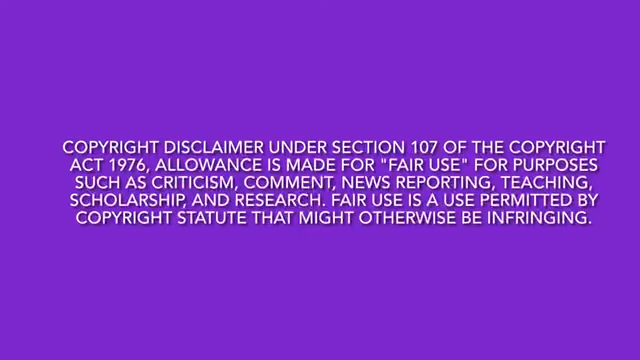 COPYRIGHT DISCLAIMER UNDER SECTION 107 OF THE COPYRIGHT
ACT 1976, ALLOWANCE IS MADE FOR "FAIR USE" FOR PURPOSES
SUCH AS CRITICISM, COMMENT, NEWS REPORTING, TEACHING,
SCHOLARSHIP, AND RESEARCH. FAIR USE IS A USE PERMITTED BY
COPYRIGHT STATUTE THAT MIGHT OTHERWISE BE INFRINGING.